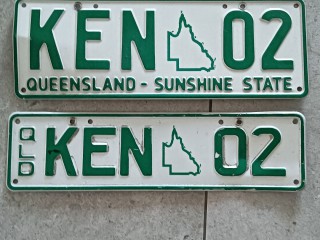 KEN 02
QUEENSLAND - SUNSHINE STATE
QLD KEN 02